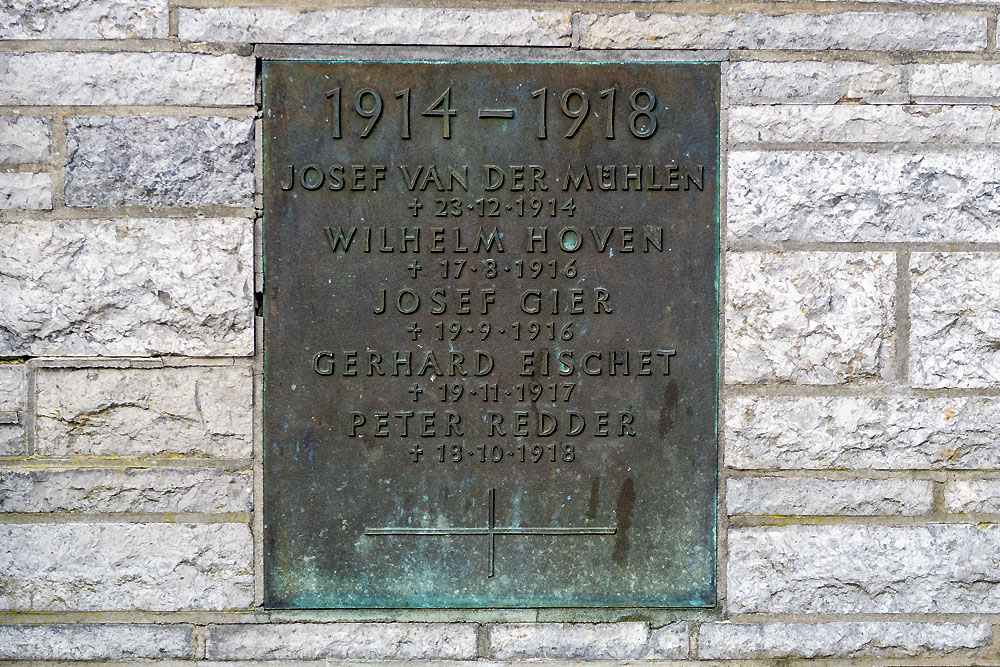 1914–1918
JOSEF VAN DER MÜHLEN
✝ 23·12·1914
WILHELM HOVEN
✝ 17·8·1916
JOSEF GIER
✝ 19·9·1916
GERHARD EISCHET
✝ 19·11·1917
PETER REDDER
✝ 18·10·1918